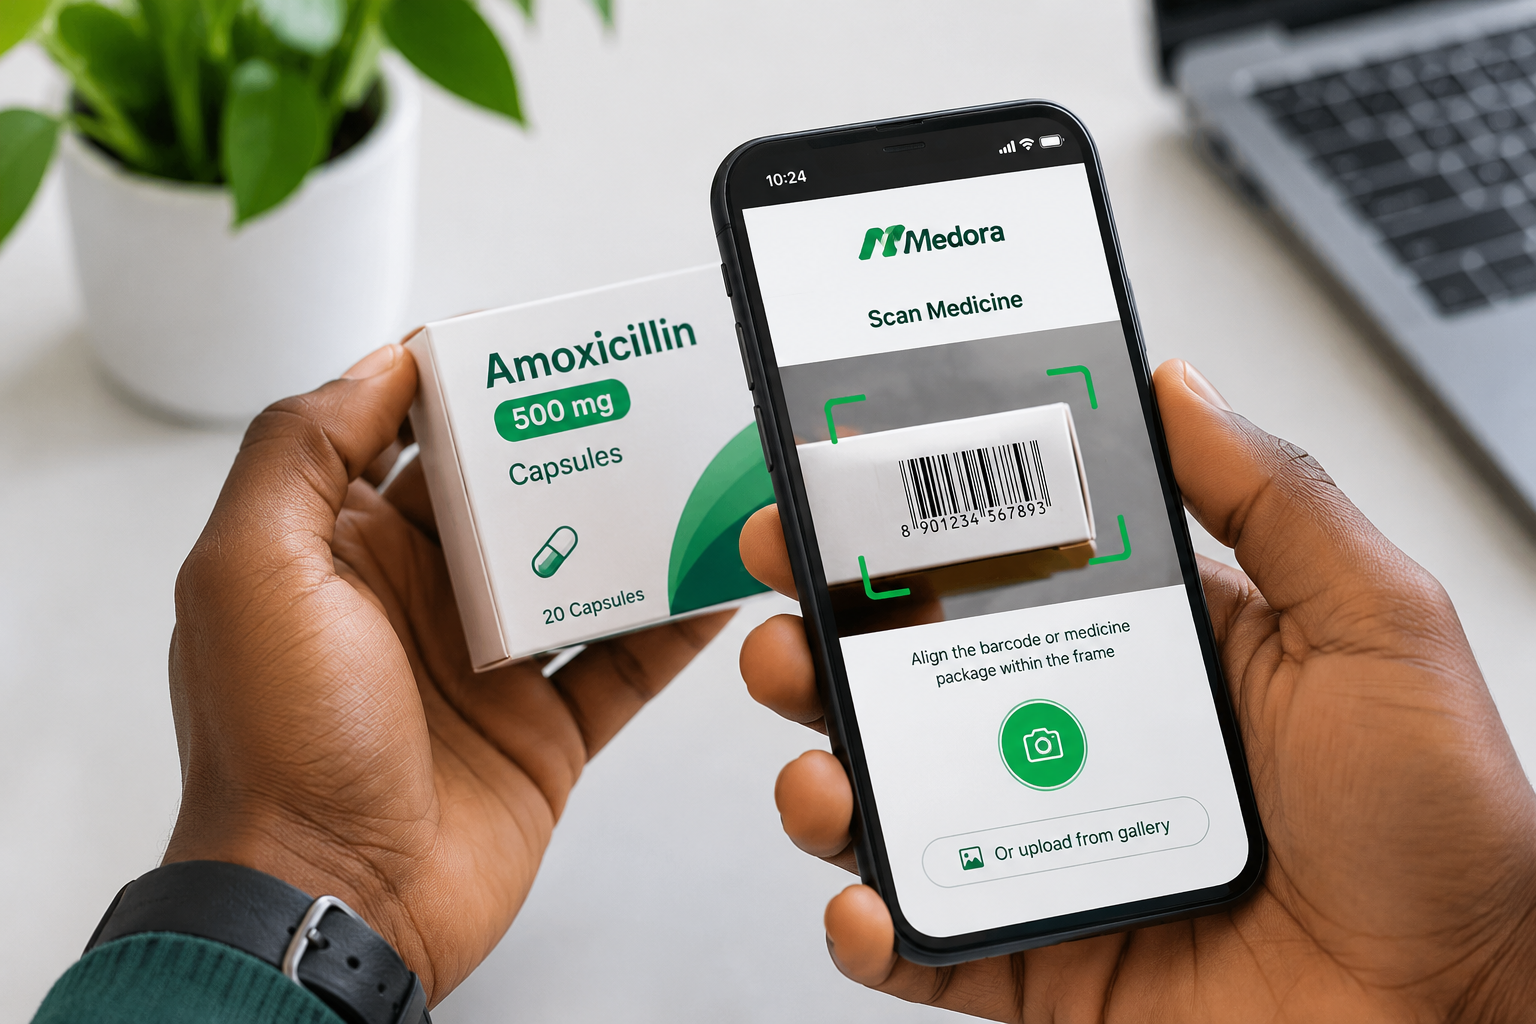 Amoxicillin
500 mg
Capsules
20 Capsules
10:24
Medora
Scan Medicine
8 901234 567893
Align the barcode or medicine
package within the frame
Or upload from gallery